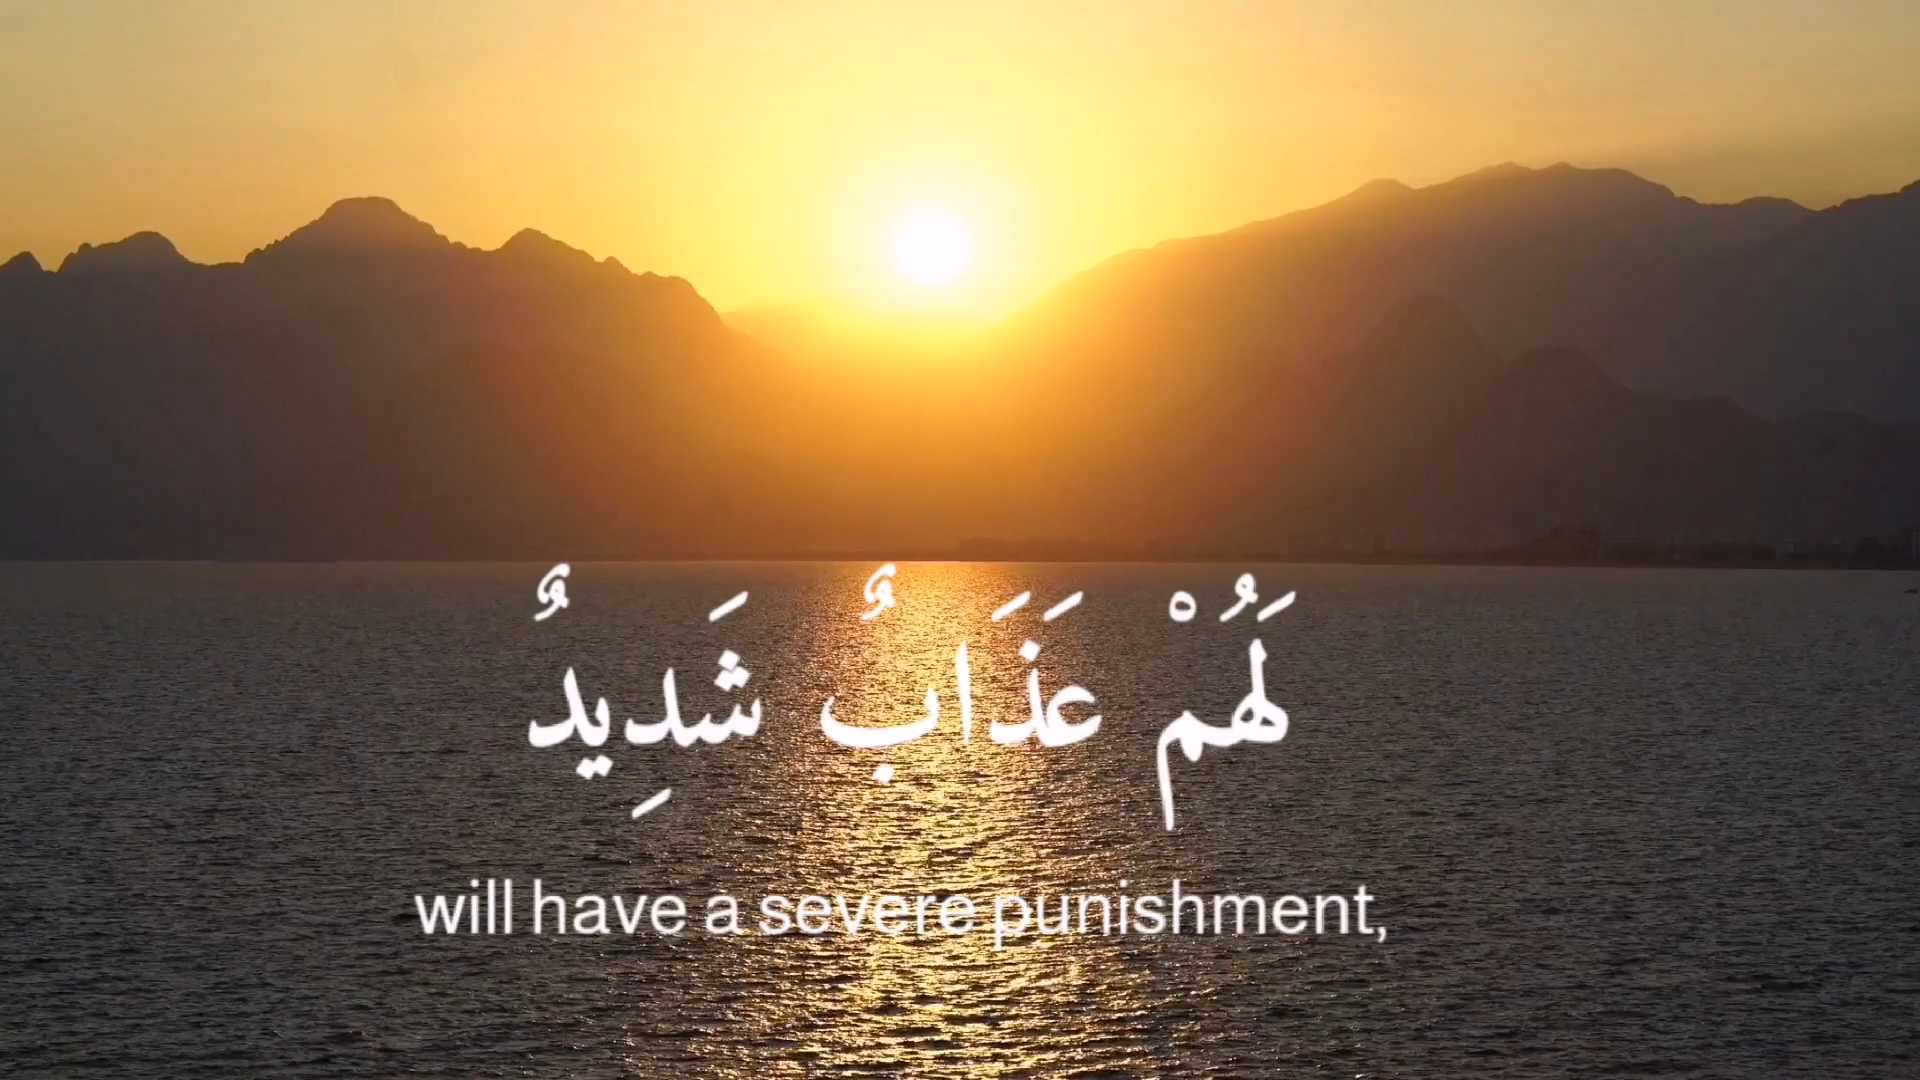 لَهُمْ عَذَابٌ شَدِيدٌ
will have a severe punishment,